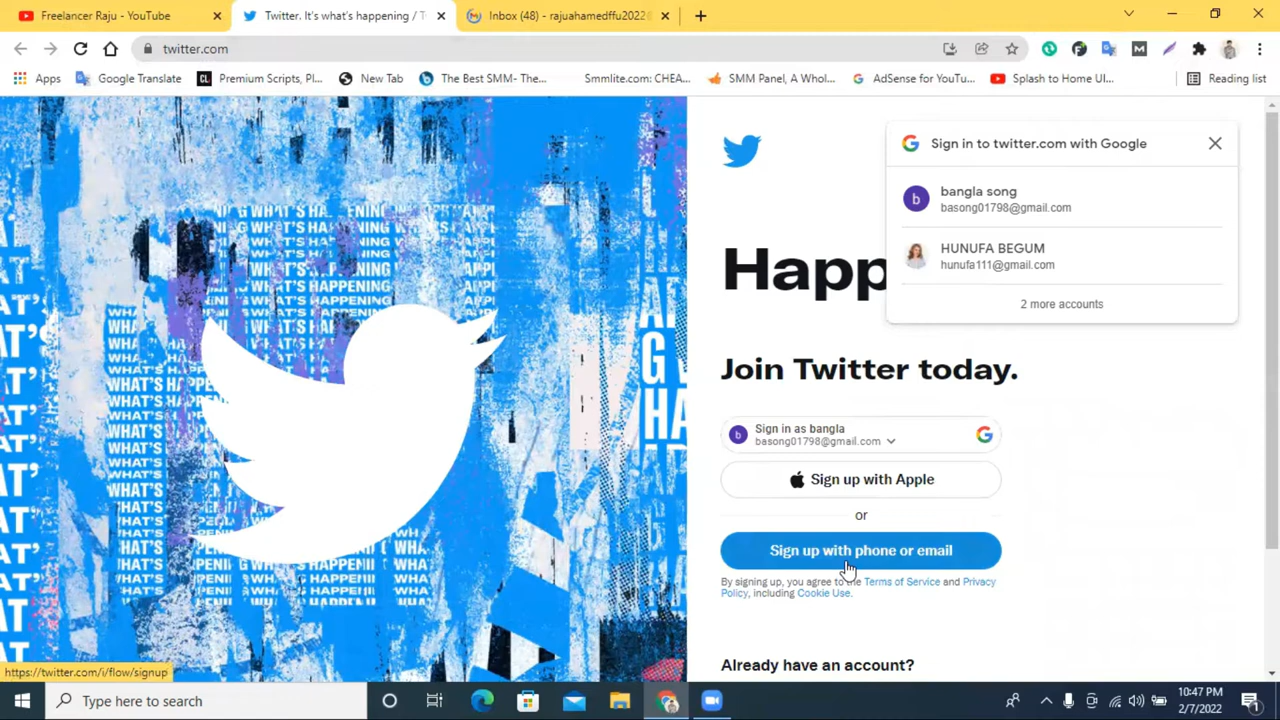 Freelancer Raju - YouTube
Twitter. It's what's happening / T
Inbox (48) - rajuahamedffu2022@
twitter.com
Apps
Google Translate
Premium Scripts, Pl...
New Tab
The Best SMM- The...
Smmlite.com: CHEA...
SMM Panel, A Whol...
AdSense for YouTu...
Splash to Home UI...
Reading list
Sign in to twitter.com with Google
b
bangla song
basong01798@gmail.com
HUNUFA BEGUM
hunufa111@gmail.com
2 more accounts
Happ
Join Twitter today.
b
Sign in as bangla
basong01798@gmail.com
Sign up with Apple
or
Sign up with phone or email
By signing up, you agree to the Terms of Service and Privacy
Policy, including Cookie Use.
Already have an account?
https://twitter.com/i/flow/signup
Type here to search
10:47 PM
2/7/2022
1